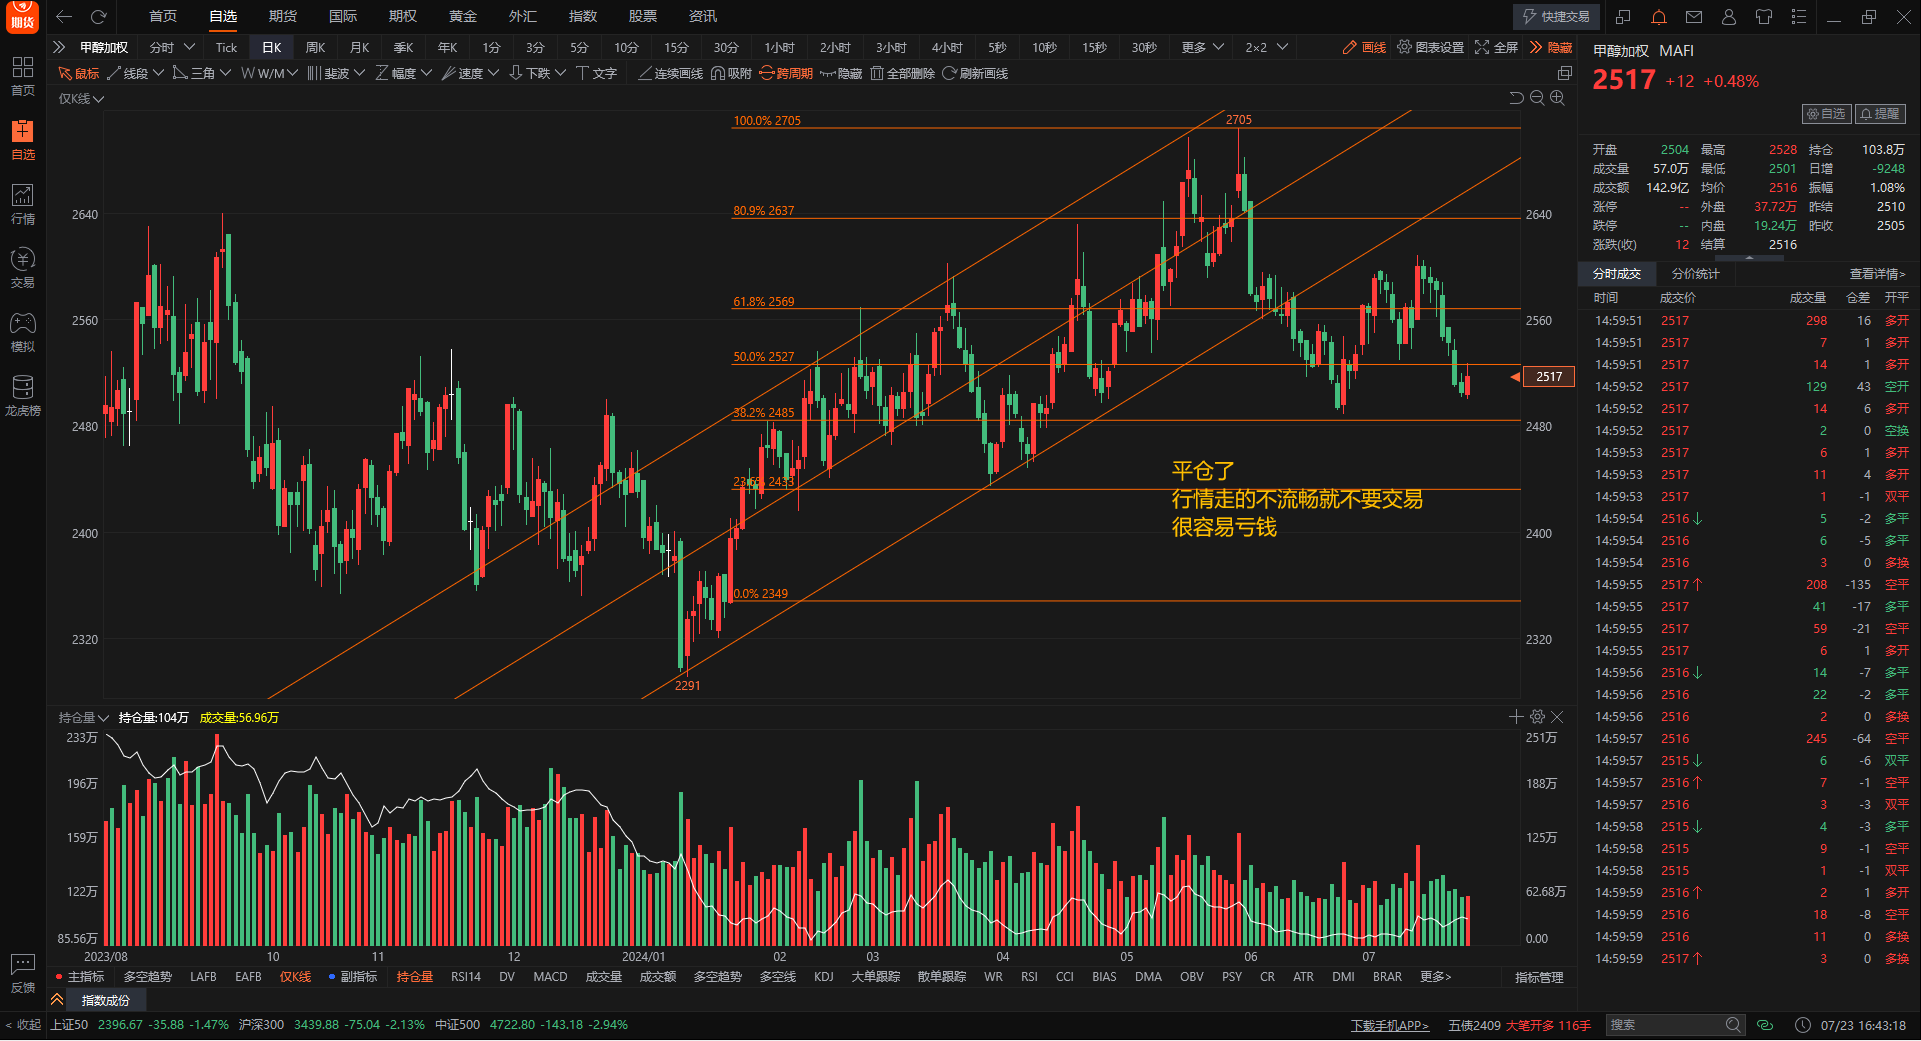 期货 首页 自选 期货 国际 期权 黄金 外汇 指数 股票 资讯 快捷交易
甲醇加权 分时 Tick 日K 周K 月K 季K 年K 1分 3分 5分 10分 15分 30分 1小时 2小时 3小时 4小时 5秒 10秒 15秒 30秒 更多 2×2 画线 图表设置 全屏 隐藏
鼠标 线段 三角 W/M 斐波 幅度 速度 下跌 文字 连续画线 吸附 跨周期 隐藏 全部删除 刷新画线
首页
自选
行情
交易
模拟
龙虎榜
反馈
< 收起
仅K线
100.0% 2705
2705
80.9% 2637
61.8% 2569
50.0% 2527
38.2% 2485
23.6% 2433
0.0% 2349
2291
2640 2640
2560 2560
2517
2480 2480
2400 2400
2320 2320
平仓了
行情走的不流畅就不要交易
很容易亏钱
持仓量 持仓量:104万 成交量:56.96万
233万 251万
196万 188万
159万 125万
122万 62.68万
85.56万 0.00
2023/08 10 11 12 2024/01 02 03 04 05 06 07
主指标 多空趋势 LAFB EAFB 仅K线 副指标 持仓量 RSI14 DV MACD 成交量 成交额 多空趋势 多空线 KDJ 大单跟踪 散单跟踪 WR RSI CCI BIAS DMA OBV PSY CR ATR DMI BRAR 更多> 指标管理
指数成份
上证50 2396.67 -35.88 -1.47% 沪深300 3439.88 -75.04 -2.13% 中证500 4722.80 -143.18 -2.94% 下载手机APP> 五债2409 大笔开多 116手 搜索 07/23 16:43:18
甲醇加权 MAFI
2517 +12 +0.48%
自选 提醒
开盘 2504 最高 2528 持仓 103.8万
成交量 57.0万 最低 2501 日增 -9248
成交额 142.9亿 均价 2516 振幅 1.08%
涨停 -- 外盘 37.72万 昨结 2510
跌停 -- 内盘 19.24万 昨收 2505
涨跌(收) 12 结算 2516
分时成交 分价统计 查看详情>
时间 成交价 成交量 仓差 开平
14:59:51 2517 298 16 多开
14:59:51 2517 7 1 多开
14:59:51 2517 14 1 多开
14:59:52 2517 129 43 空开
14:59:52 2517 14 6 多开
14:59:52 2517 2 0 空换
14:59:53 2517 6 1 多开
14:59:53 2517 11 4 多开
14:59:53 2517 1 -1 双平
14:59:54 2516↓ 5 -2 多平
14:59:54 2516 6 -5 多平
14:59:54 2516 3 0 多换
14:59:55 2517↑ 208 -135 空平
14:59:55 2517 41 -17 多平
14:59:55 2517 59 -21 空平
14:59:55 2517 6 1 多开
14:59:56 2516↓ 14 -7 多平
14:59:56 2516 22 -2 多平
14:59:56 2516 2 0 多换
14:59:57 2516 245 -64 空平
14:59:57 2515↓ 6 -6 双平
14:59:57 2516↑ 7 -1 空平
14:59:57 2516 3 -3 双平
14:59:58 2515↓ 4 -3 多平
14:59:58 2515 9 -1 空平
14:59:58 2515 1 -1 双平
14:59:59 2516↑ 2 1 多开
14:59:59 2516 18 -8 空平
14:59:59 2516 11 0 多换
14:59:59 2517↑ 3 0 多换